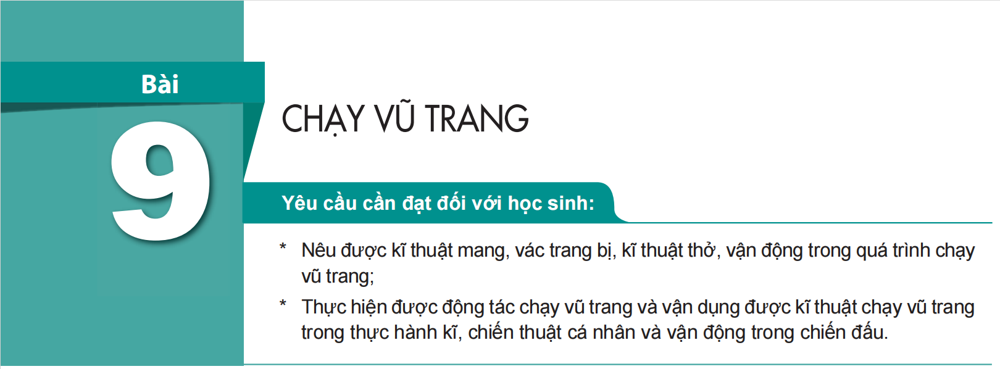 Bài
9
CHẠY VŨ TRANG
Yêu cầu cần đạt đối với học sinh:
* Nêu được kĩ thuật mang, vác trang bị, kĩ thuật thở, vận động trong quá trình chạy
vũ trang;
* Thực hiện được động tác chạy vũ trang và vận dụng được kĩ thuật chạy vũ trang
trong thực hành kĩ, chiến thuật cá nhân và vận động trong chiến đấu.